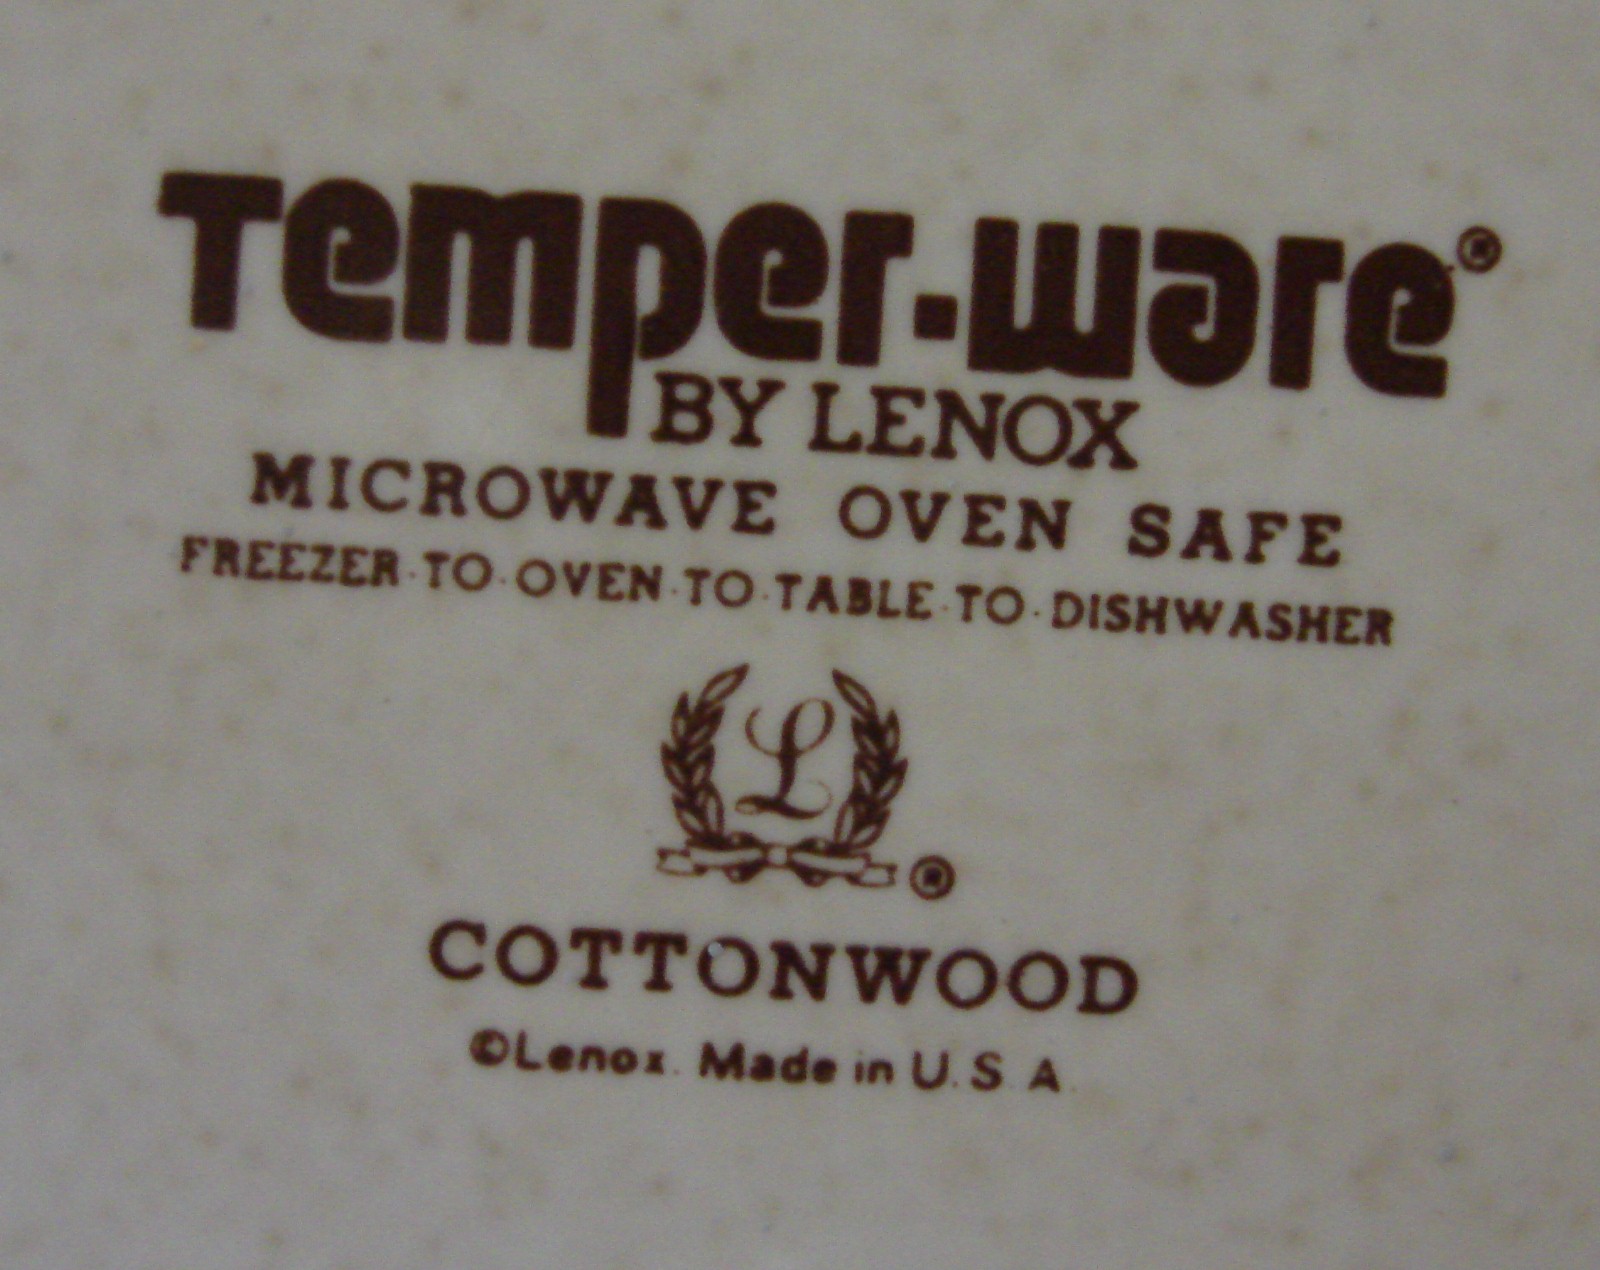 Temper-ware®
BY LENOX
MICROWAVE OVEN SAFE
FREEZER·TO·OVEN·TO·TABLE·TO·DISHWASHER
L
®
COTTONWOOD
©Lenox. Made in U.S.A.